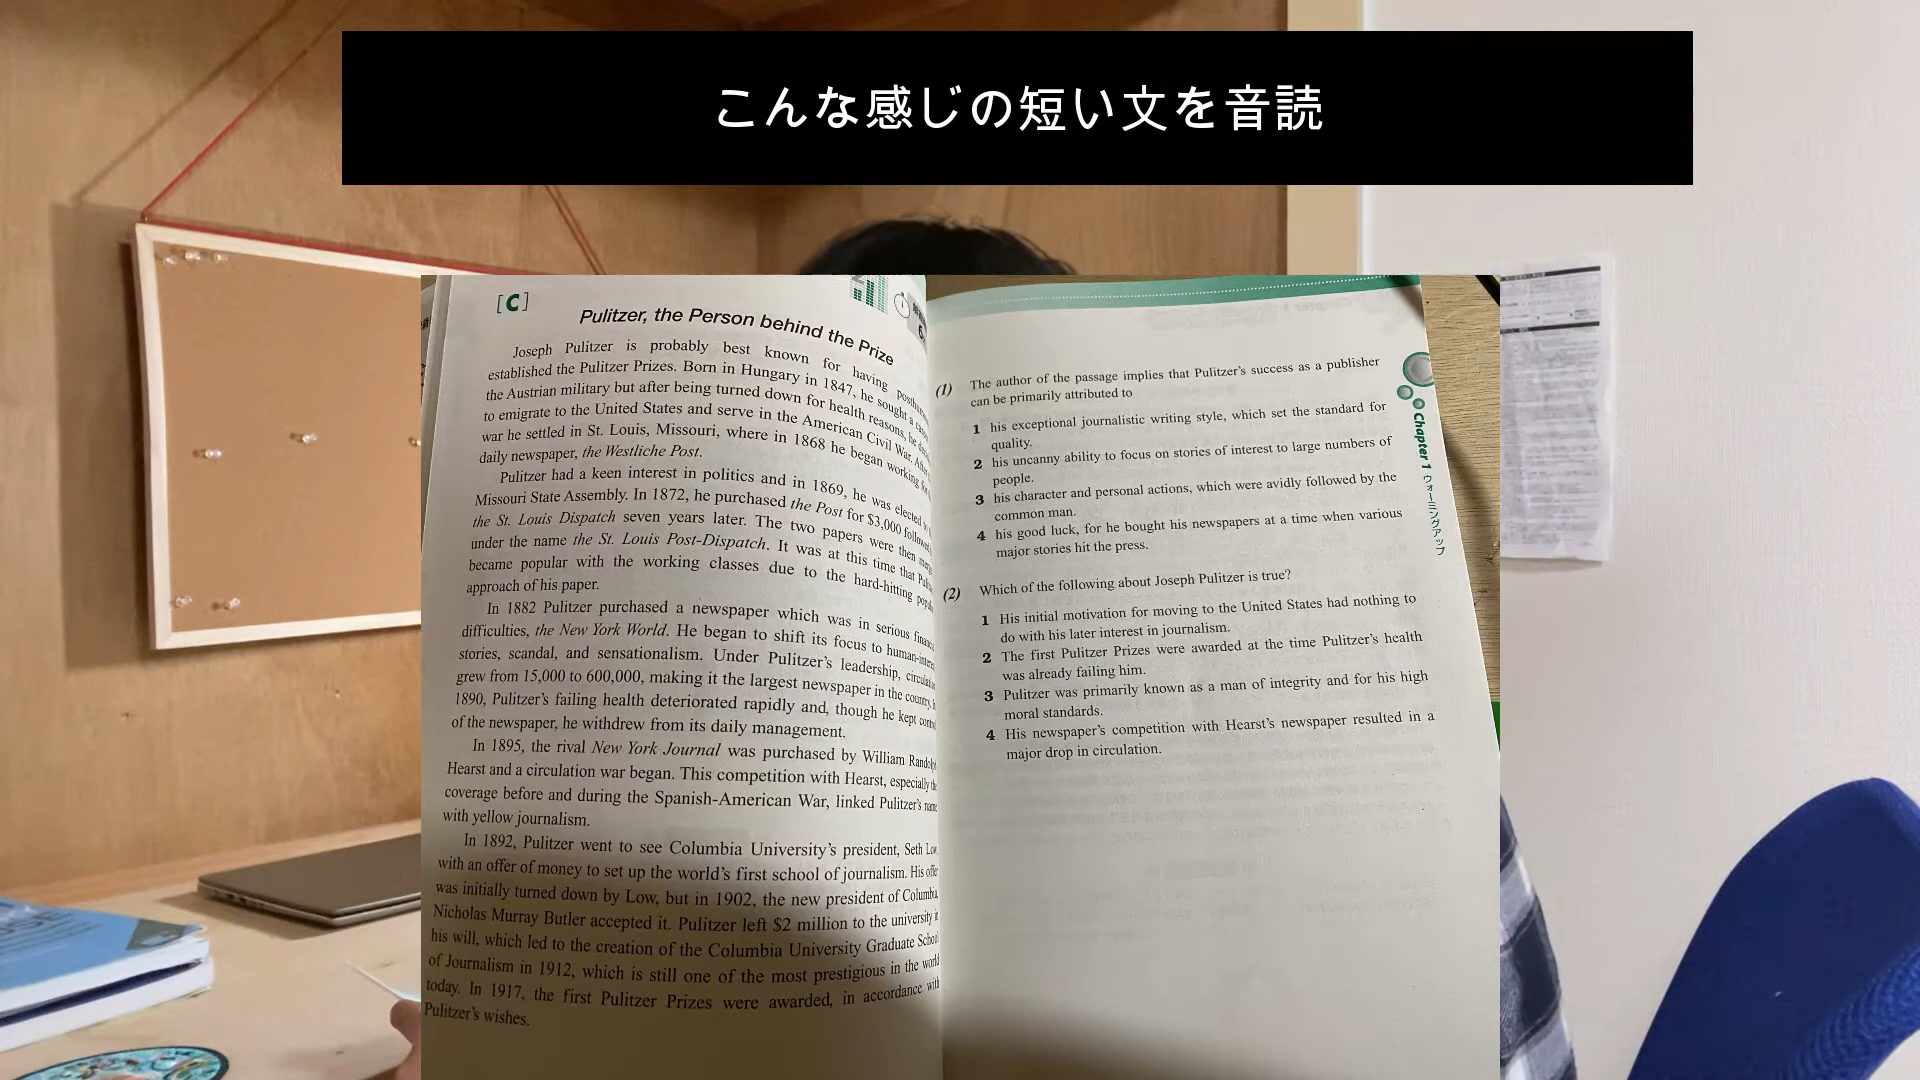 こんな感じの短い文を音読
[C]
Pulitzer, the Person behind the Prize
Joseph Pulitzer is probably best known for having
established the Pulitzer Prizes. Born in Hungary in 1847, he sought a
the Austrian military but after being turned down for health reasons, he
to emigrate to the United States and serve in the American Civil War.
war he settled in St. Louis, Missouri, where in 1868 he began working
daily newspaper, the Westliche Post.
Pulitzer had a keen interest in politics and in 1869, he was elected
Missouri State Assembly. In 1872, he purchased the Post for $3,000
the St. Louis Dispatch seven years later. The two papers were then
under the name the St. Louis Post-Dispatch. It was at this time that
became popular with the working classes due to the hard-hitting
approach of his paper.
In 1882 Pulitzer purchased a newspaper which was in serious
difficulties, the New York World. He began to shift its focus to
stories, scandal, and sensationalism. Under Pulitzer's leadership,
grew from 15,000 to 600,000, making it the largest newspaper in the country.
1890, Pulitzer's failing health deteriorated rapidly and, though he kept
of the newspaper, he withdrew from its daily management.
In 1895, the rival New York Journal was purchased by William
Hearst and a circulation war began. This competition with Hearst, especially
coverage before and during the Spanish-American War, linked Pulitzer's name
with yellow journalism.
In 1892, Pulitzer went to see Columbia University's president, Seth Low,
with an offer of money to set up the world's first school of journalism. His offer
was initially turned down by Low, but in 1902, the new president of Columbia,
Nicholas Murray Butler accepted it. Pulitzer left $2 million to the university in
his will, which led to the creation of the Columbia University Graduate School
of Journalism in 1912, which is still one of the most prestigious in the world
today. In 1917, the first Pulitzer Prizes were awarded, in accordance with
Pulitzer's wishes.
(1) The author of the passage implies that Pulitzer's success as a publisher
can be primarily attributed to
1 his exceptional journalistic writing style, which set the standard for
quality.
2 his uncanny ability to focus on stories of interest to large numbers of
people.
3 his character and personal actions, which were avidly followed by the
common man.
4 his good luck, for he bought his newspapers at a time when various
major stories hit the press.
(2) Which of the following about Joseph Pulitzer is true?
1 His initial motivation for moving to the United States had nothing to
do with his later interest in journalism.
2 The first Pulitzer Prizes were awarded at the time Pulitzer's health
was already failing him.
3 Pulitzer was primarily known as a man of integrity and for his high
moral standards.
4 His newspaper's competition with Hearst's newspaper resulted in a
major drop in circulation.
Chapter 1 ウォーミングアップ